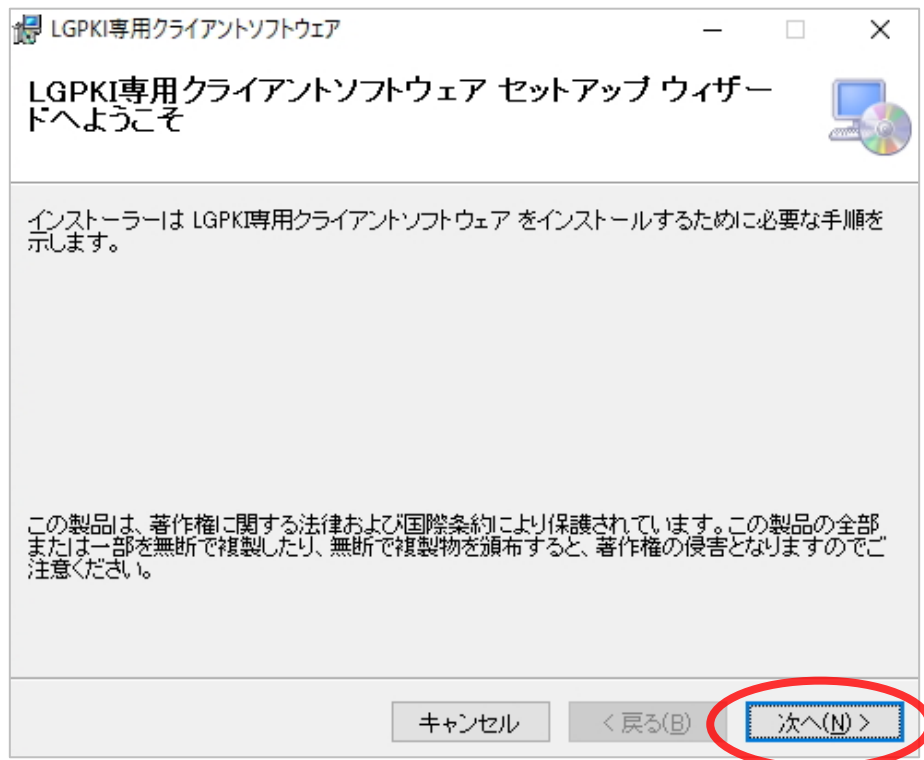 LGPKI専用クライアントソフトウェア
LGPKI専用クライアントソフトウェア セットアップ ウィザー
ドへようこそ
インストーラーは LGPKI専用クライアントソフトウェア をインストールするために必要な手順を
示します。
この製品は、著作権に関する法律および国際条約により保護されています。この製品の全部
または一部を無断で複製したり、無断で複製物を頒布すると、著作権の侵害となりますのでご
注意ください。
キャンセル
< 戻る(B)
次へ(N) >